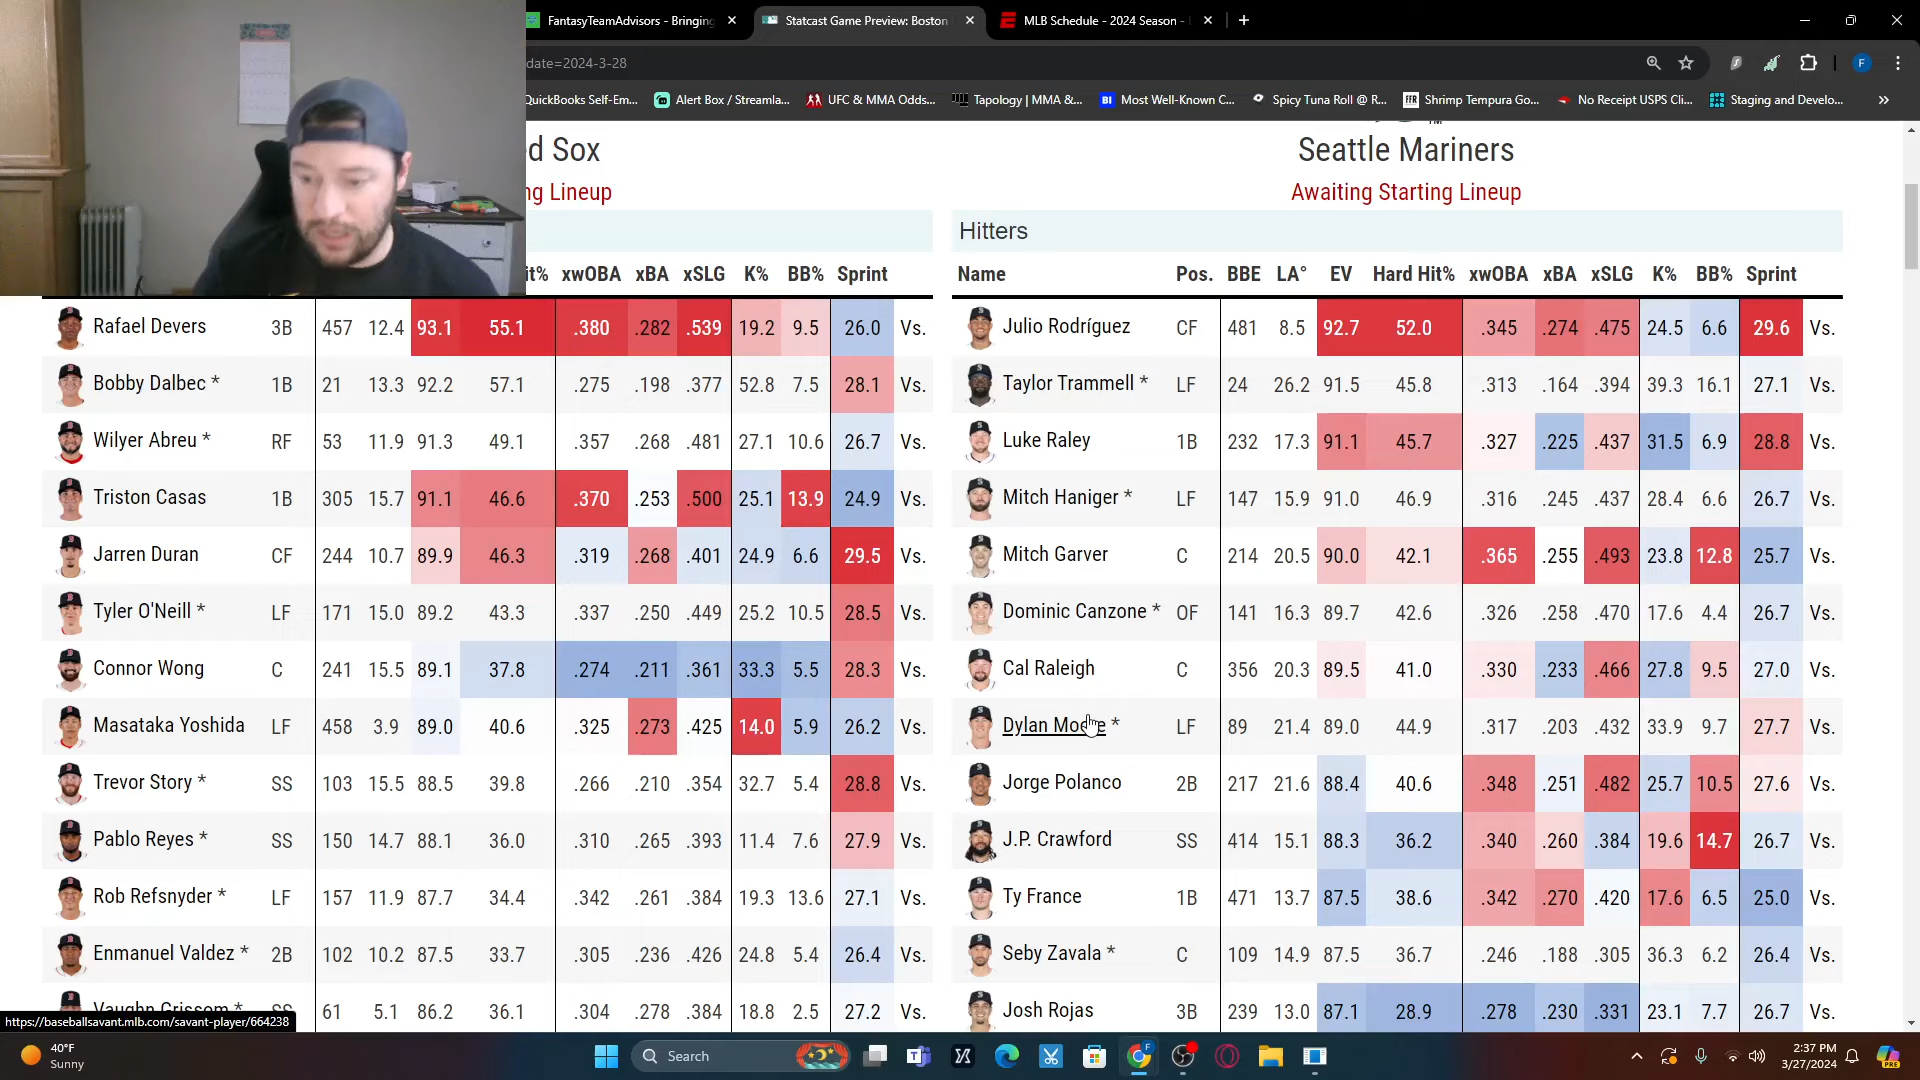 FantasyTeamAdvisors - Bringing
Statcast Game Preview: Boston
MLB Schedule - 2024 Season -
date=2024-3-28
F
QuickBooks Self-Em...
Alert Box / Streamla...
UFC & MMA Odds...
Tapology | MMA &...
BI Most Well-Known C...
Spicy Tuna Roll @ R...
FFR Shrimp Tempura Go...
No Receipt USPS Cli...
Staging and Develo...
d Sox
Seattle Mariners
ng Lineup
Awaiting Starting Lineup
Hitters
it% xwOBA xBA xSLG K% BB% Sprint
Name Pos. BBE LA° EV Hard Hit% xwOBA xBA xSLG K% BB% Sprint
Rafael Devers 3B 457 12.4 93.1 55.1 .380 .282 .539 19.2 9.5 26.0 Vs.
Julio Rodríguez CF 481 8.5 92.7 52.0 .345 .274 .475 24.5 6.6 29.6 Vs.
Bobby Dalbec * 1B 21 13.3 92.2 57.1 .275 .198 .377 52.8 7.5 28.1 Vs.
Taylor Trammell * LF 24 26.2 91.5 45.8 .313 .164 .394 39.3 16.1 27.1 Vs.
Wilyer Abreu * RF 53 11.9 91.3 49.1 .357 .268 .481 27.1 10.6 26.7 Vs.
Luke Raley 1B 232 17.3 91.1 45.7 .327 .225 .437 31.5 6.9 28.8 Vs.
Triston Casas 1B 305 15.7 91.1 46.6 .370 .253 .500 25.1 13.9 24.9 Vs.
Mitch Haniger * LF 147 15.9 91.0 46.9 .316 .245 .437 28.4 6.6 26.7 Vs.
Jarren Duran CF 244 10.7 89.9 46.3 .319 .268 .401 24.9 6.6 29.5 Vs.
Mitch Garver C 214 20.5 90.0 42.1 .365 .255 .493 23.8 12.8 25.7 Vs.
Tyler O'Neill * LF 171 15.0 89.2 43.3 .337 .250 .449 25.2 10.5 28.5 Vs.
Dominic Canzone * OF 141 16.3 89.7 42.6 .326 .258 .470 17.6 4.4 26.7 Vs.
Connor Wong C 241 15.5 89.1 37.8 .274 .211 .361 33.3 5.5 28.3 Vs.
Cal Raleigh C 356 20.3 89.5 41.0 .330 .233 .466 27.8 9.5 27.0 Vs.
Masataka Yoshida LF 458 3.9 89.0 40.6 .325 .273 .425 14.0 5.9 26.2 Vs.
Dylan Moore * LF 89 21.4 89.0 44.9 .317 .203 .432 33.9 9.7 27.7 Vs.
Trevor Story * SS 103 15.5 88.5 39.8 .266 .210 .354 32.7 5.4 28.8 Vs.
Jorge Polanco 2B 217 21.6 88.4 40.6 .348 .251 .482 25.7 10.5 27.6 Vs.
Pablo Reyes * SS 150 14.7 88.1 36.0 .310 .265 .393 11.4 7.6 27.9 Vs.
J.P. Crawford SS 414 15.1 88.3 36.2 .340 .260 .384 19.6 14.7 26.7 Vs.
Rob Refsnyder * LF 157 11.9 87.7 34.4 .342 .261 .384 19.3 13.6 27.1 Vs.
Ty France 1B 471 13.7 87.5 38.6 .342 .270 .420 17.6 6.5 25.0 Vs.
Enmanuel Valdez * 2B 102 10.2 87.5 33.7 .305 .236 .426 24.8 5.4 26.4 Vs.
Seby Zavala * C 109 14.9 87.5 36.7 .246 .188 .305 36.3 6.2 26.4 Vs.
Vaughn Grissom * SS 61 5.1 86.2 36.1 .304 .278 .384 18.8 2.5 27.2 Vs.
Josh Rojas 3B 239 13.0 87.1 28.9 .278 .230 .331 23.1 7.7 26.7 Vs.
https://baseballsavant.mlb.com/savant-player/664238
40°F
Sunny
Search
2:37 PM
3/27/2024